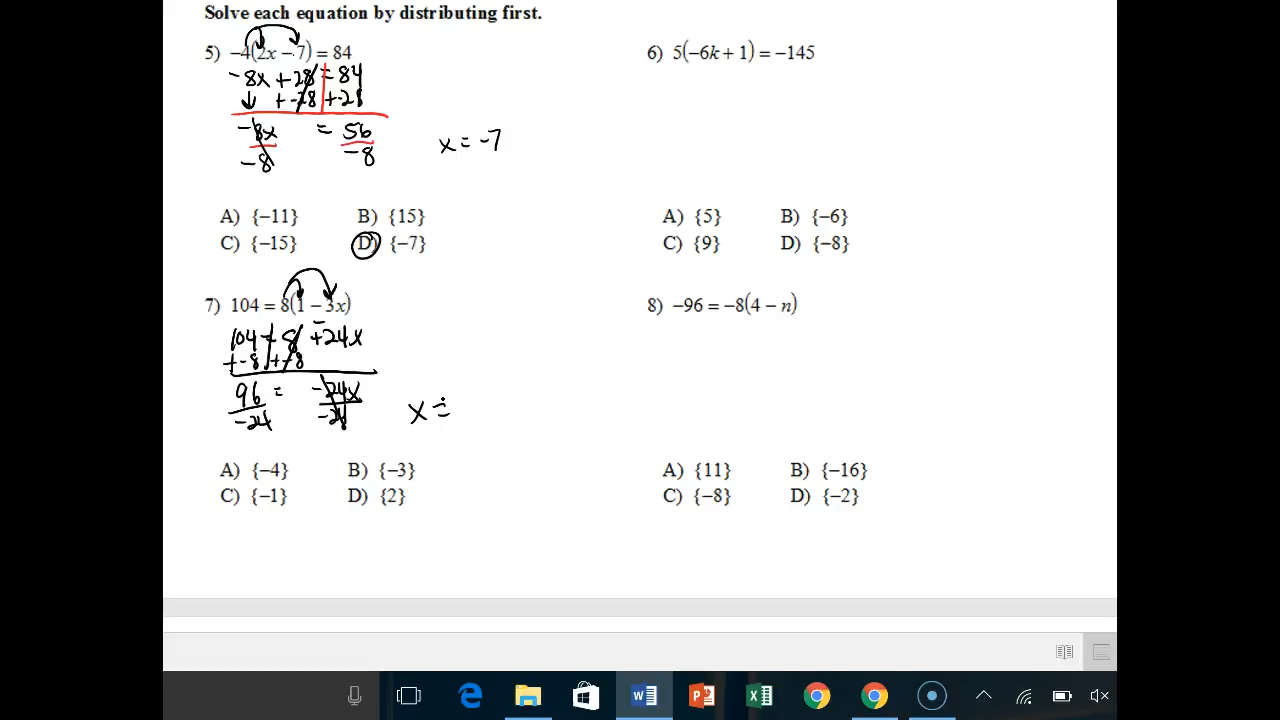 Solve each equation by distributing first.
5) −4(2x − 7) = 84
-8x + 28 = 84
+ -28 + -28
-8x = 56
-8 -8
x = -7
A) {−11} B) {15}
C) {−15} D) {−7}
6) 5(−6k + 1) = −145
A) {5} B) {−6}
C) {9} D) {−8}
7) 104 = 8(1 − 3x)
104 = 8 + -24x
+ -8 + -8
96 = -24x
-24 -24
x =
A) {−4} B) {−3}
C) {−1} D) {2}
8) −96 = −8(4 − n)
A) {11} B) {−16}
C) {−8} D) {−2}